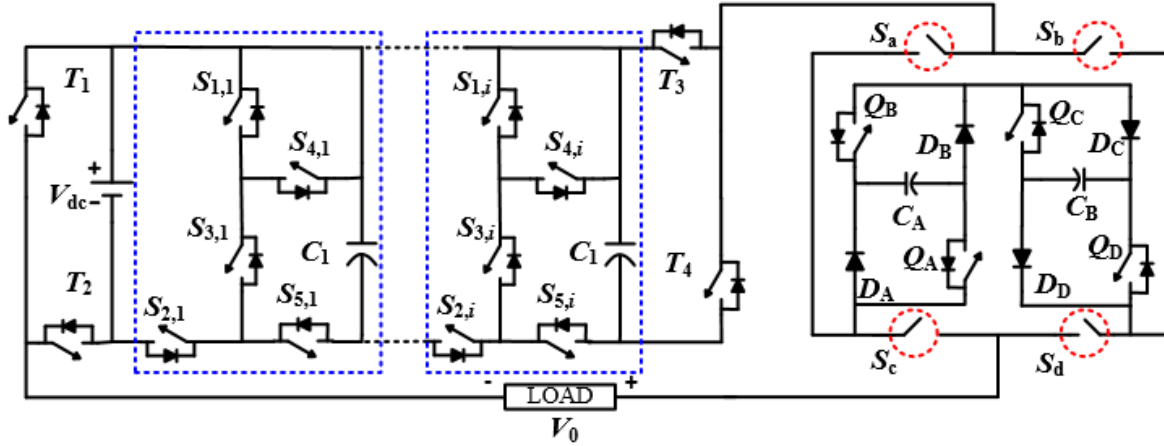 T1
+
Vdc
-
T2
S1,1
S4,1
S3,1
C1
S5,1
S2,1
S1,i
S4,i
S3,i
C1
S2,i
S5,i
T3
T4
- LOAD +
V0
Sa
Sb
QB
DB
QC
DC
CA
CB
QA
QD
DA
DD
Sc
Sd